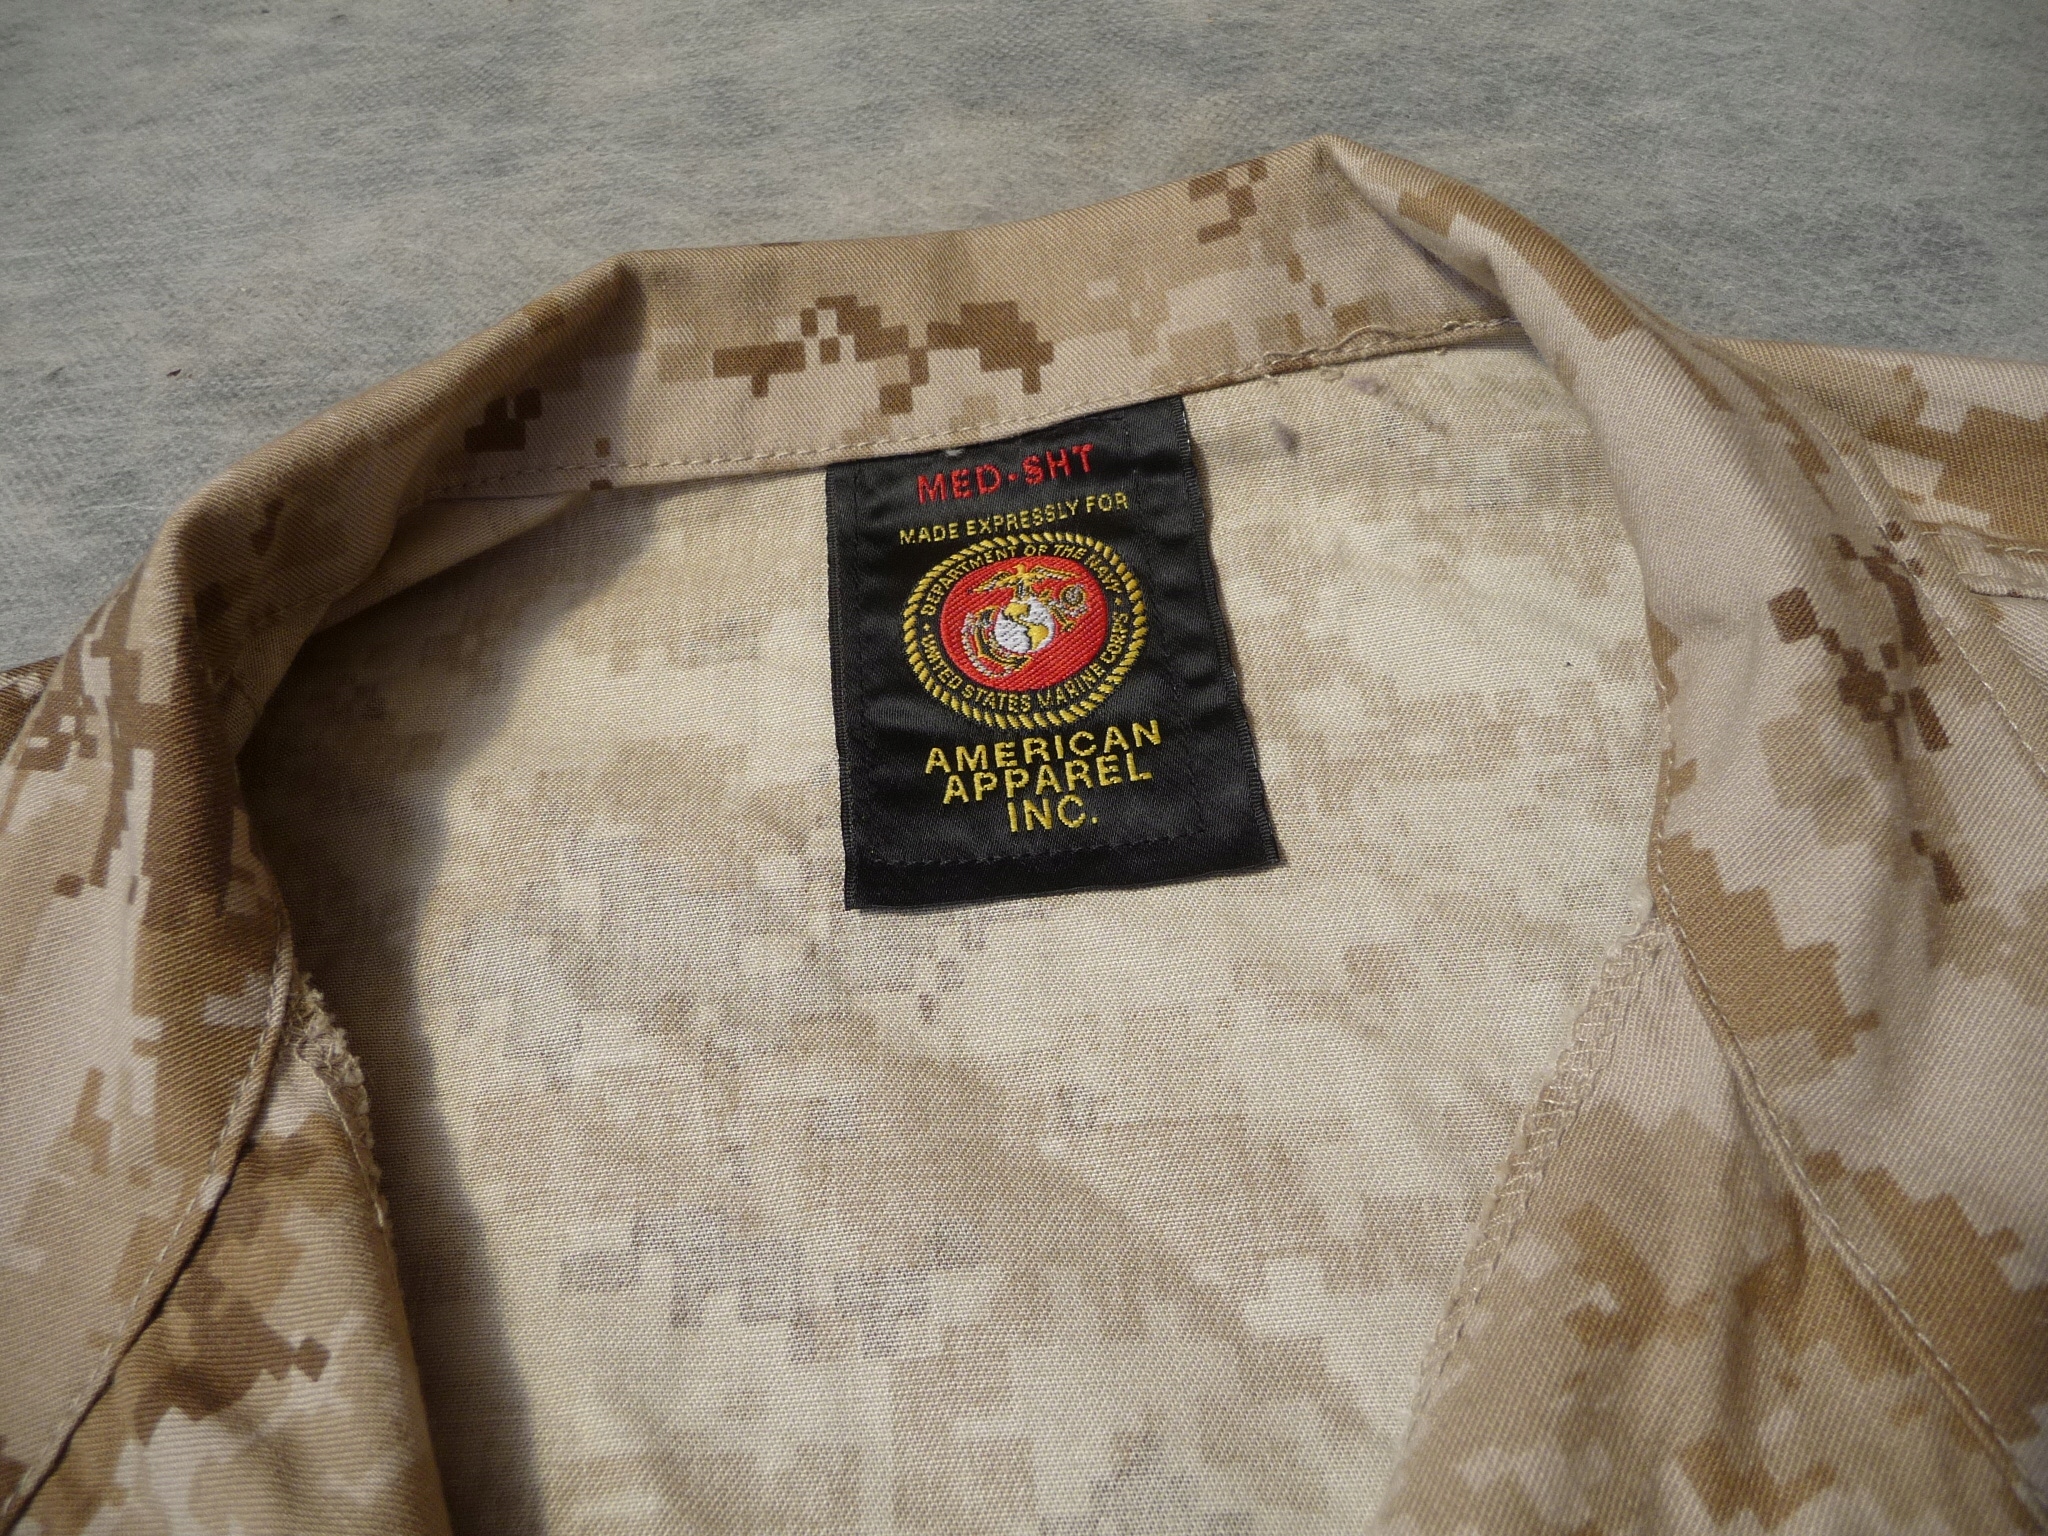 MED-SHT
MADE EXPRESSLY FOR
DEPARTMENT OF THE NAVY
UNITED STATES MARINE CORPS
AMERICAN
APPAREL
INC.